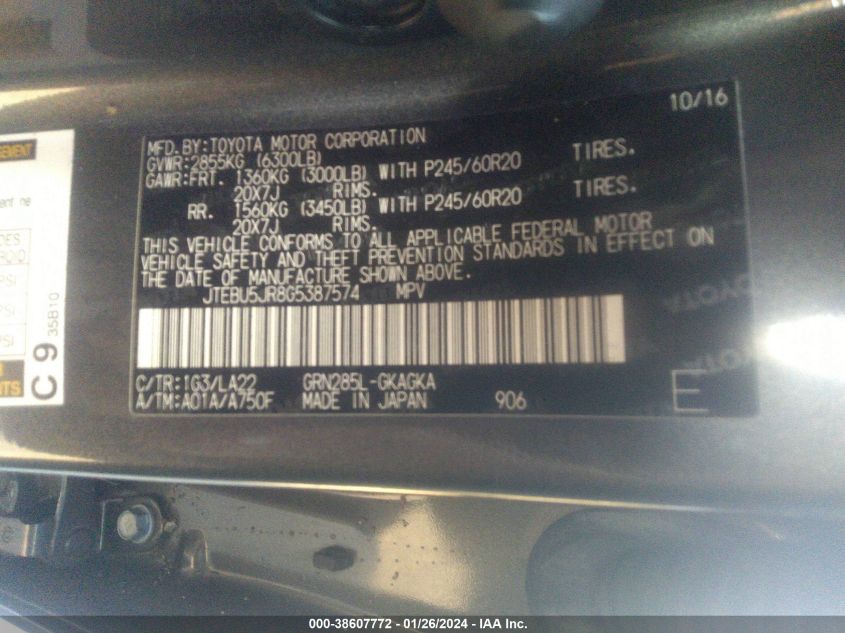 10/16
MFD.BY:TOYOTA MOTOR CORPORATION
GVWR:2855KG (6300LB)
GAWR:FRT. 1360KG (3000LB) WITH P245/60R20 TIRES.
20X7J RIMS.
RR. 1560KG (3450LB) WITH P245/60R20 TIRES.
20X7J RIMS.
THIS VEHICLE CONFORMS TO ALL APPLICABLE FEDERAL MOTOR
VEHICLE SAFETY AND THEFT PREVENTION STANDARDS IN EFFECT ON
THE DATE OF MANUFACTURE SHOWN ABOVE.
JTEBU5JR8G5387574 MPV
C/TR:1G3/LA22 GRN285L-GKAGKA
A/TM:A01A/A750F MADE IN JAPAN 906
E
TOYOTA
C9 35B10
000-38607772 - 01/26/2024 - IAA Inc.